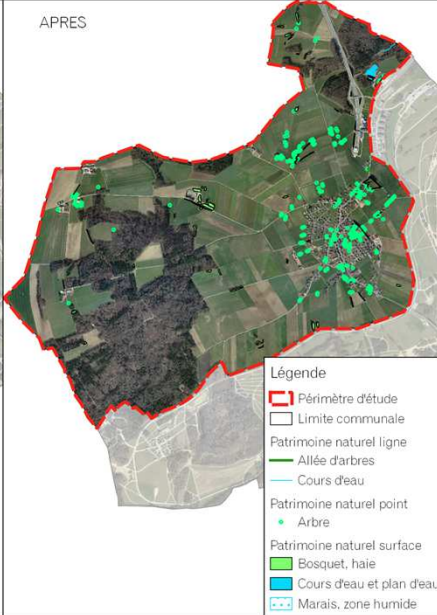 APRES
Légende
Périmètre d'étude
Limite communale
Patrimoine naturel ligne
Allée d'arbres
Cours d'eau
Patrimoine naturel point
Arbre
Patrimoine naturel surface
Bosquet, haie
Cours d'eau et plan d'eau
Marais, zone humide